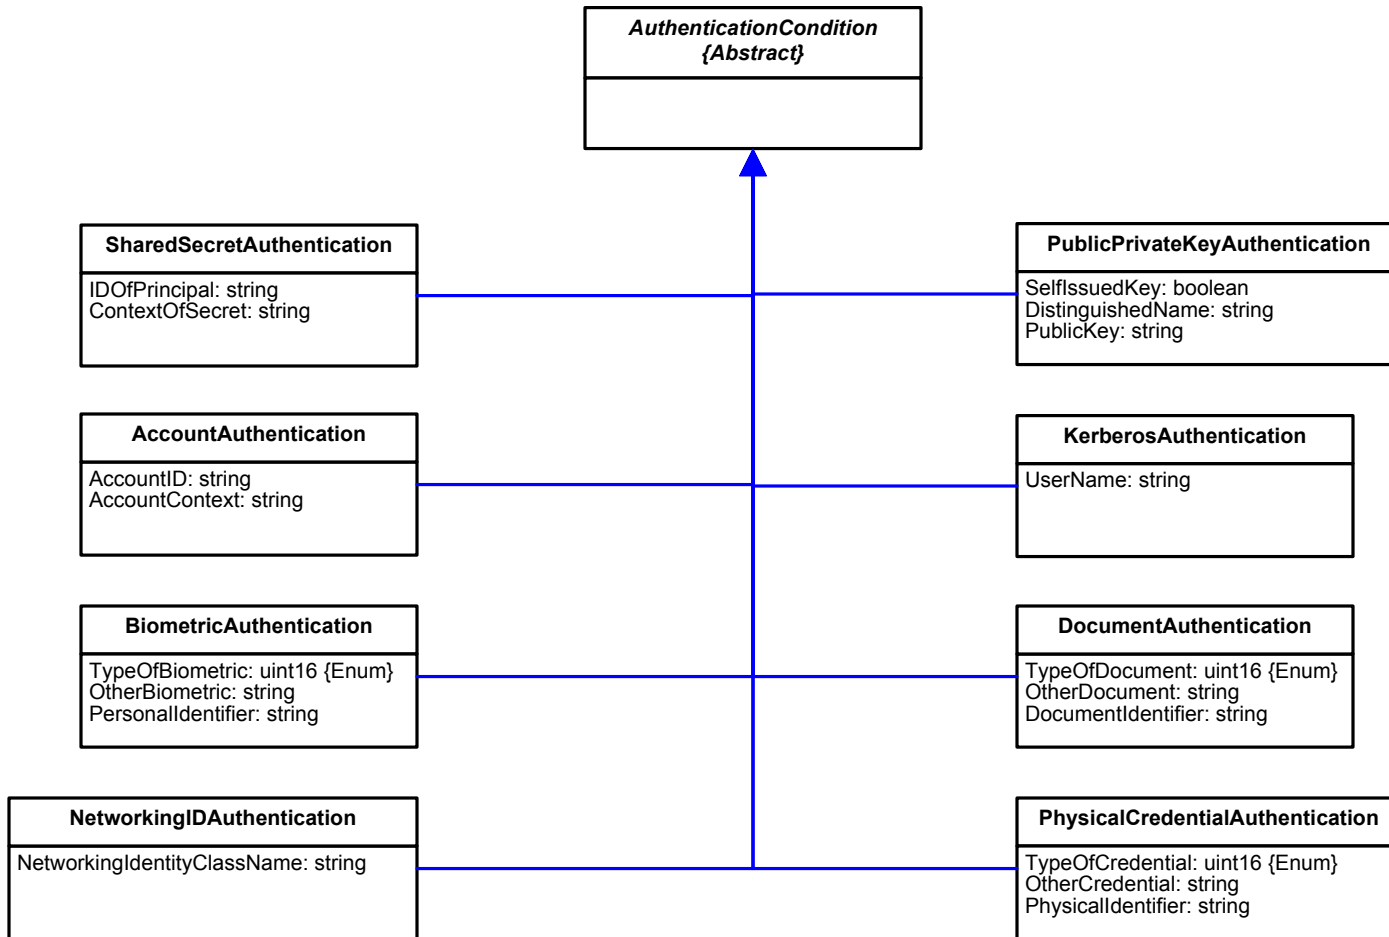 AuthenticationCondition
{Abstract}
SharedSecretAuthentication
IDOfPrincipal: string
ContextOfSecret: string
PublicPrivateKeyAuthentication
SelfIssuedKey: boolean
DistinguishedName: string
PublicKey: string
AccountAuthentication
AccountID: string
AccountContext: string
KerberosAuthentication
UserName: string
BiometricAuthentication
TypeOfBiometric: uint16 {Enum}
OtherBiometric: string
PersonalIdentifier: string
DocumentAuthentication
TypeOfDocument: uint16 {Enum}
OtherDocument: string
DocumentIdentifier: string
NetworkingIDAuthentication
NetworkingIdentityClassName: string
PhysicalCredentialAuthentication
TypeOfCredential: uint16 {Enum}
OtherCredential: string
PhysicalIdentifier: string